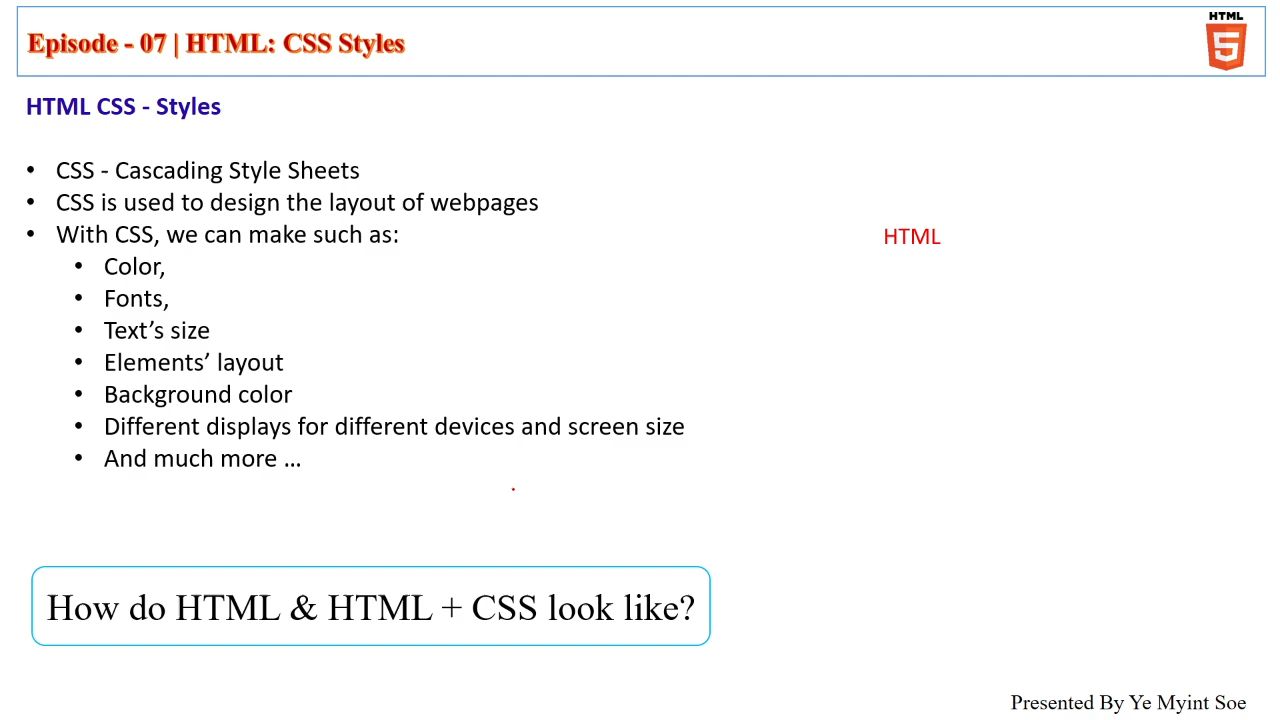 HTML
5
Episode - 07 | HTML: CSS Styles
HTML CSS - Styles
• CSS - Cascading Style Sheets
• CSS is used to design the layout of webpages
• With CSS, we can make such as:
HTML
• Color,
• Fonts,
• Text’s size
• Elements’ layout
• Background color
• Different displays for different devices and screen size
• And much more …
How do HTML & HTML + CSS look like?
Presented By Ye Myint Soe